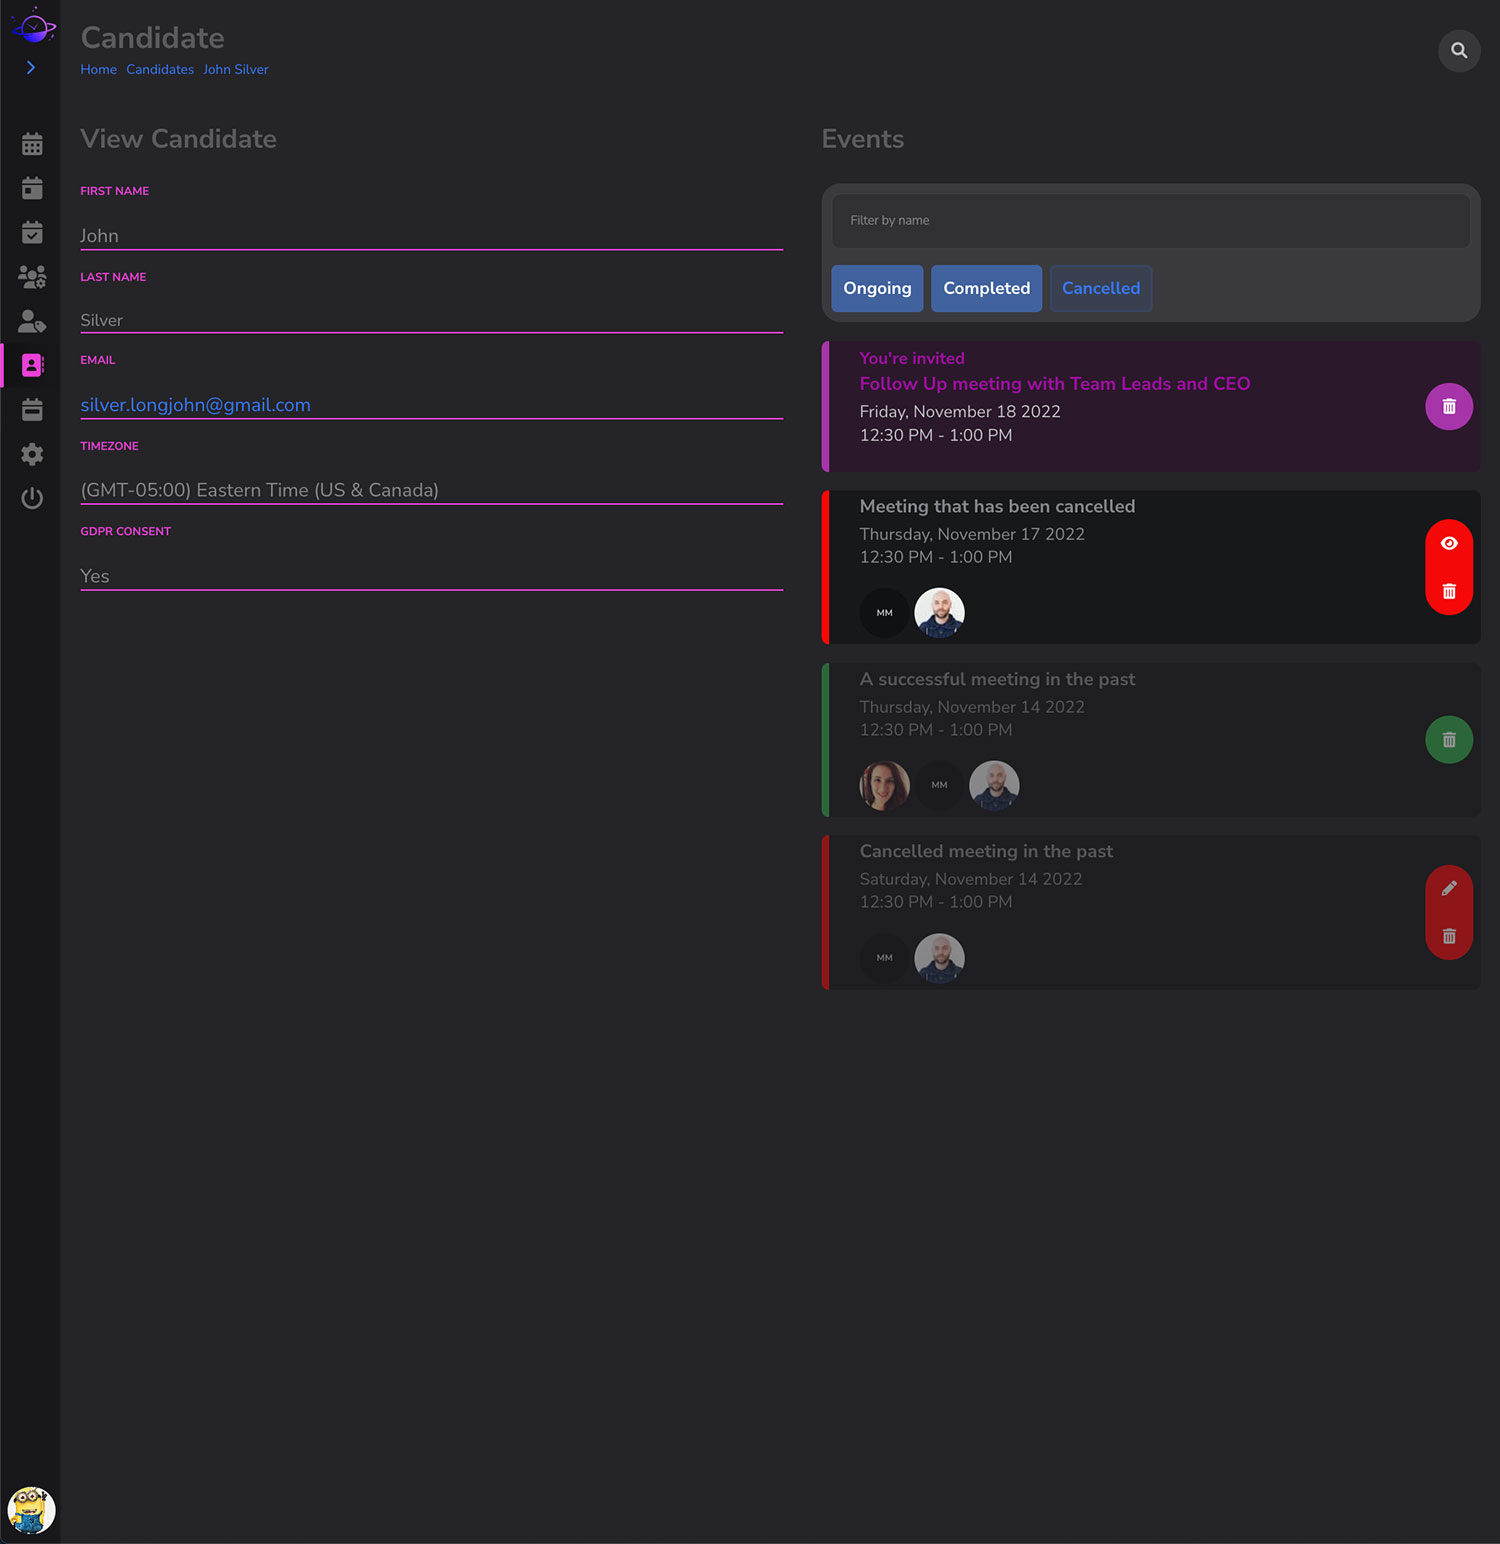 Candidate
Home Candidates John Silver
View Candidate
FIRST NAME
John
LAST NAME
Silver
EMAIL
silver.longjohn@gmail.com
TIMEZONE
(GMT-05:00) Eastern Time (US & Canada)
GDPR CONSENT
Yes
Events
Filter by name
Ongoing Completed Cancelled
You're invited
Follow Up meeting with Team Leads and CEO
Friday, November 18 2022
12:30 PM - 1:00 PM
Meeting that has been cancelled
Thursday, November 17 2022
12:30 PM - 1:00 PM
MM
A successful meeting in the past
Thursday, November 14 2022
12:30 PM - 1:00 PM
MM
Cancelled meeting in the past
Saturday, November 14 2022
12:30 PM - 1:00 PM
MM